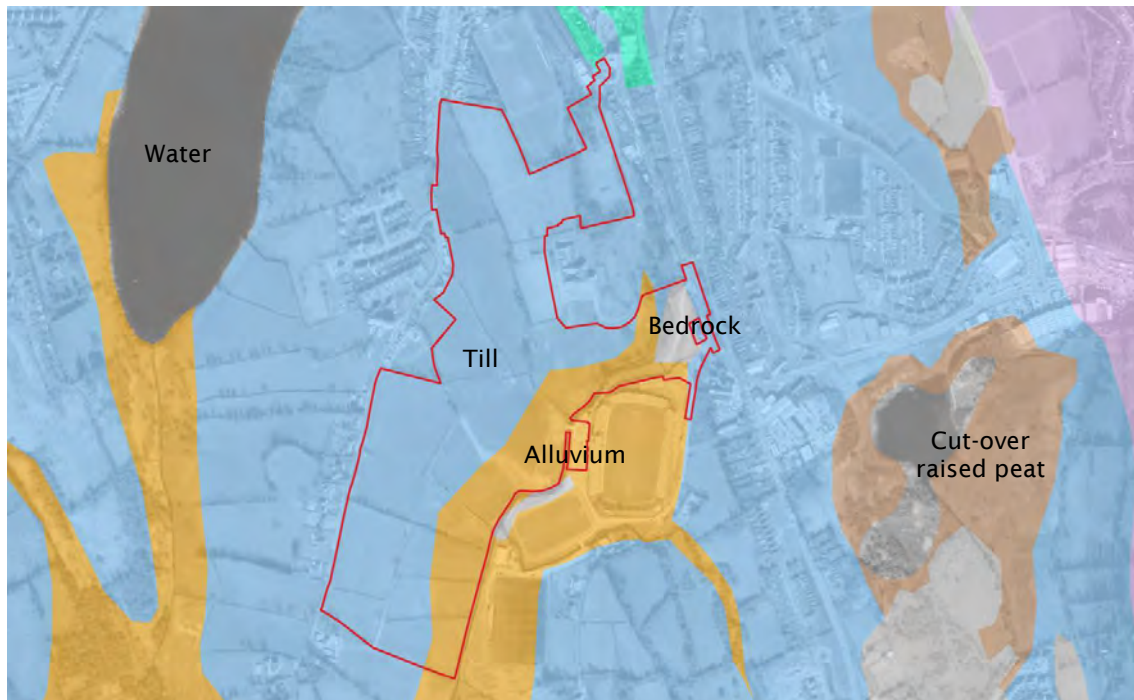 Water
Bedrock
Till
Alluvium
Cut-over
raised peat